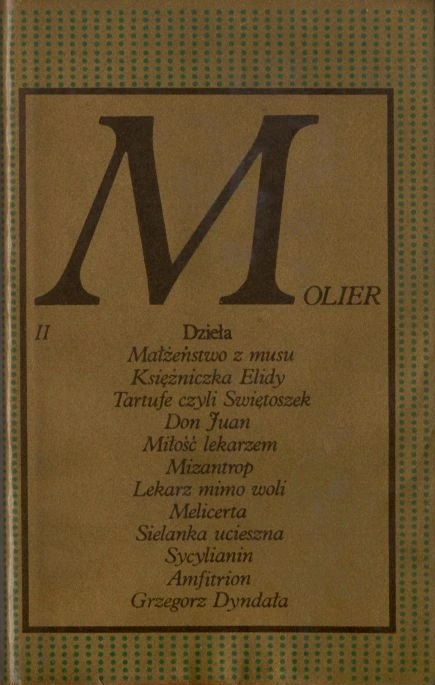 MOLIER
II
Dzieła
Małżeństwo z musu
Księżniczka Elidy
Tartufe czyli Swiętoszek
Don Juan
Miłość lekarzem
Mizantrop
Lekarz mimo woli
Melicerta
Sielanka ucieszna
Sycylianin
Amfitrion
Grzegorz Dyndała